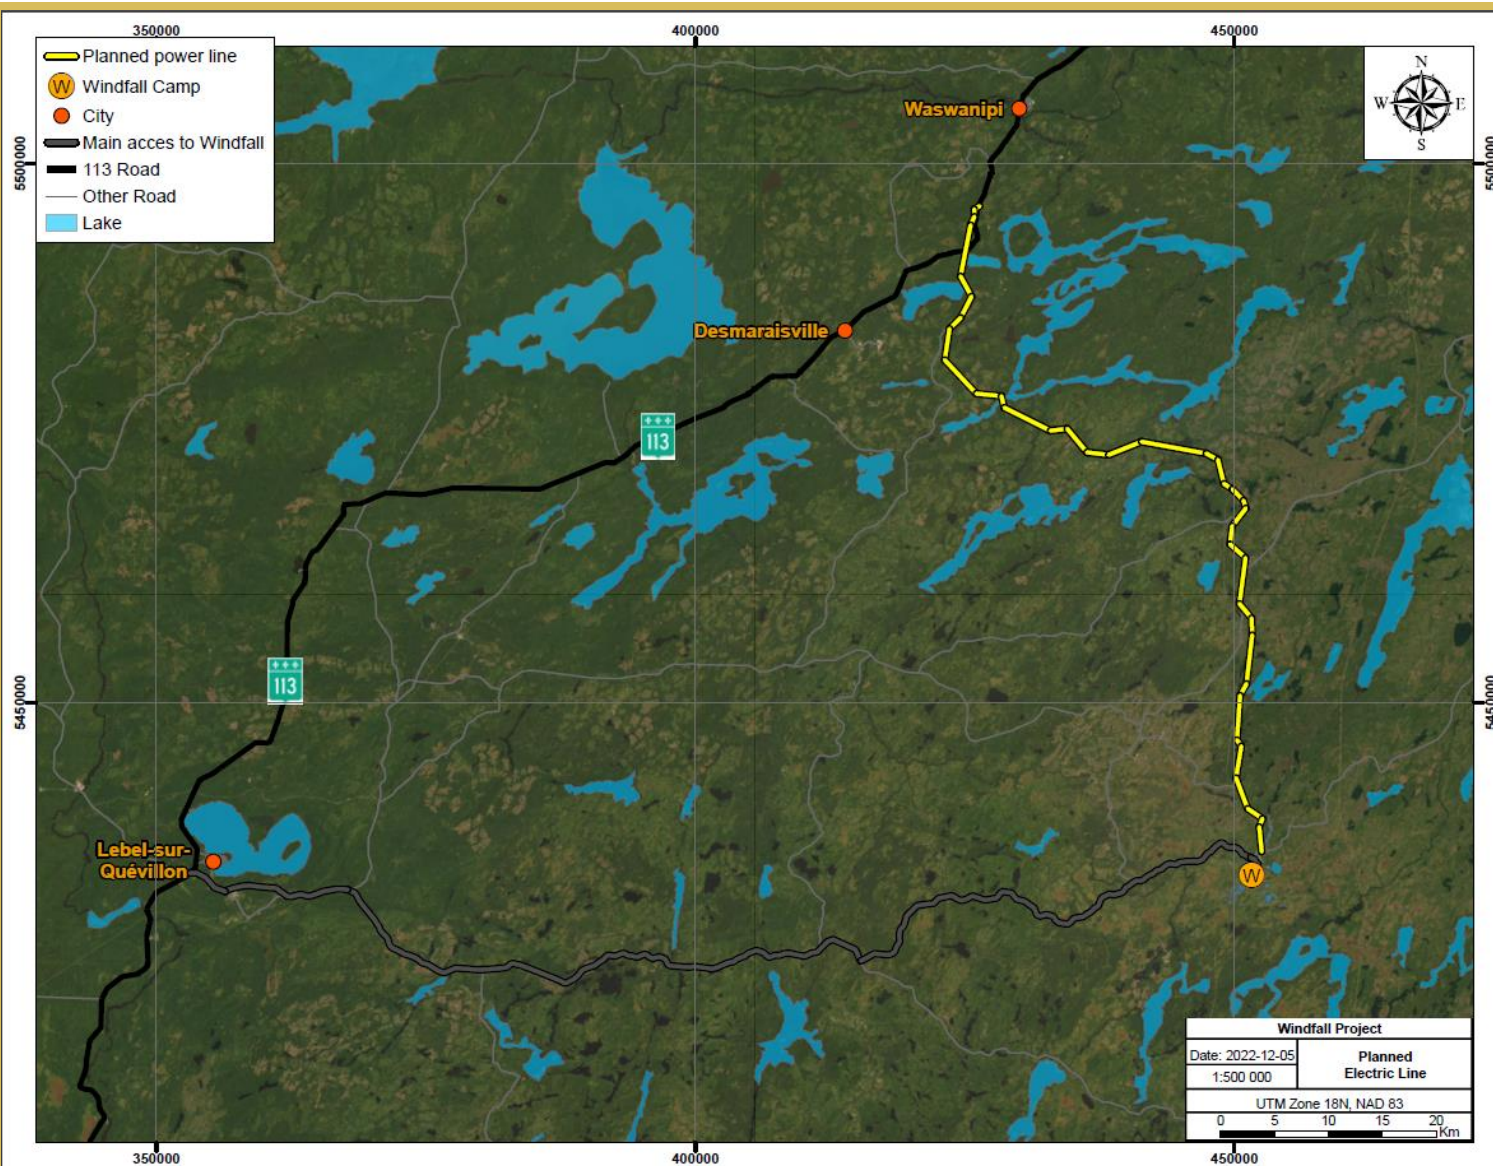 350000
400000
450000
Planned power line
W Windfall Camp
City
Main acces to Windfall
113 Road
Other Road
Lake
N
W E
S
Waswanipi
5500000
5500000
Desmaraisville
113
113
5450000
5450000
Lebel-sur-
Quévillon
W
Windfall Project
Date: 2022-12-05
1:500 000
Planned
Electric Line
UTM Zone 18N, NAD 83
0 5 10 15 20
Km
350000
400000
450000